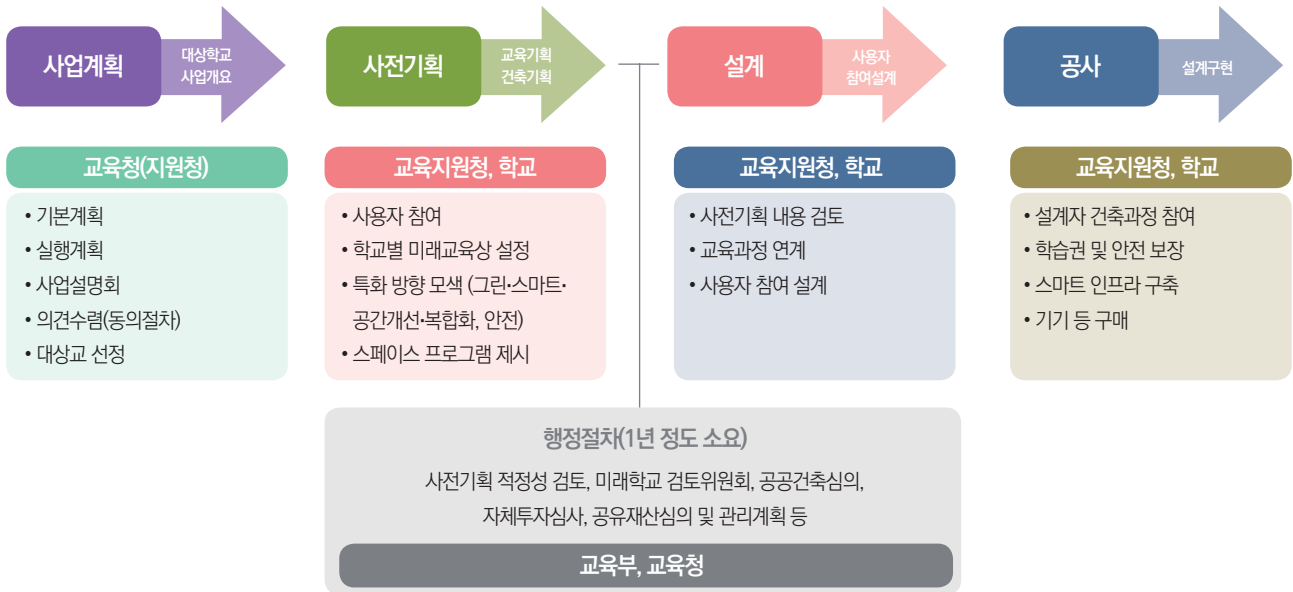 사업계획
대상학교
사업개요
사전기획
교육기획
건축기획
설계
사용자
참여설계
공사
설계구현
교육청(지원청)
• 기본계획
• 실행계획
• 사업설명회
• 의견수렴(동의절차)
• 대상교 선정
교육지원청, 학교
• 사용자 참여
• 학교별 미래교육상 설정
• 특화 방향 모색 (그린·스마트·
공간개선·복합화, 안전)
• 스페이스 프로그램 제시
교육지원청, 학교
• 사전기획 내용 검토
• 교육과정 연계
• 사용자 참여 설계
교육지원청, 학교
• 설계자 건축과정 참여
• 학습권 및 안전 보장
• 스마트 인프라 구축
• 기기 등 구매
행정절차(1년 정도 소요)
사전기획 적정성 검토, 미래학교 검토위원회, 공공건축심의,
자체투자심사, 공유재산심의 및 관리계획 등
교육부, 교육청